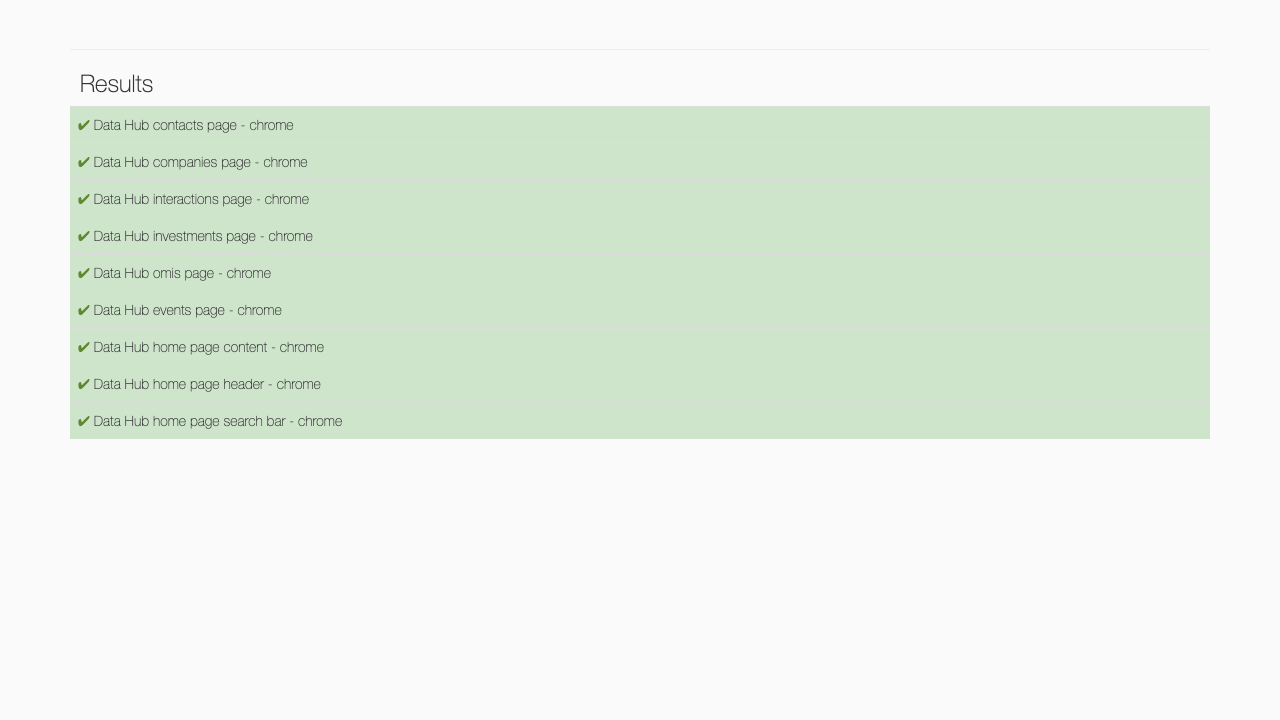 Results
✔ Data Hub contacts page - chrome
✔ Data Hub companies page - chrome
✔ Data Hub interactions page - chrome
✔ Data Hub investments page - chrome
✔ Data Hub omis page - chrome
✔ Data Hub events page - chrome
✔ Data Hub home page content - chrome
✔ Data Hub home page header - chrome
✔ Data Hub home page search bar - chrome